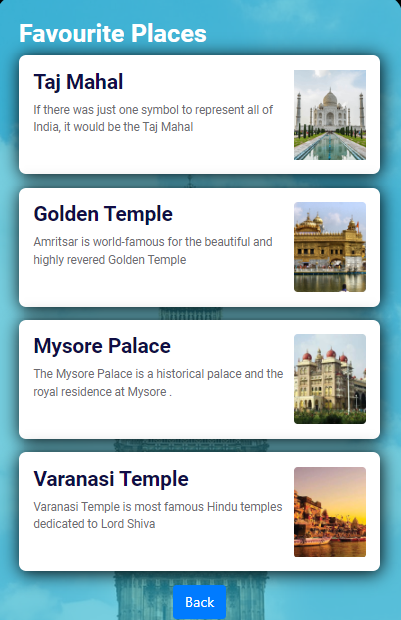 Favourite Places
Taj Mahal
If there was just one symbol to represent all of
India, it would be the Taj Mahal
Golden Temple
Amritsar is world-famous for the beautiful and
highly revered Golden Temple
Mysore Palace
The Mysore Palace is a historical palace and the
royal residence at Mysore .
Varanasi Temple
Varanasi Temple is most famous Hindu temples
dedicated to Lord Shiva
Back